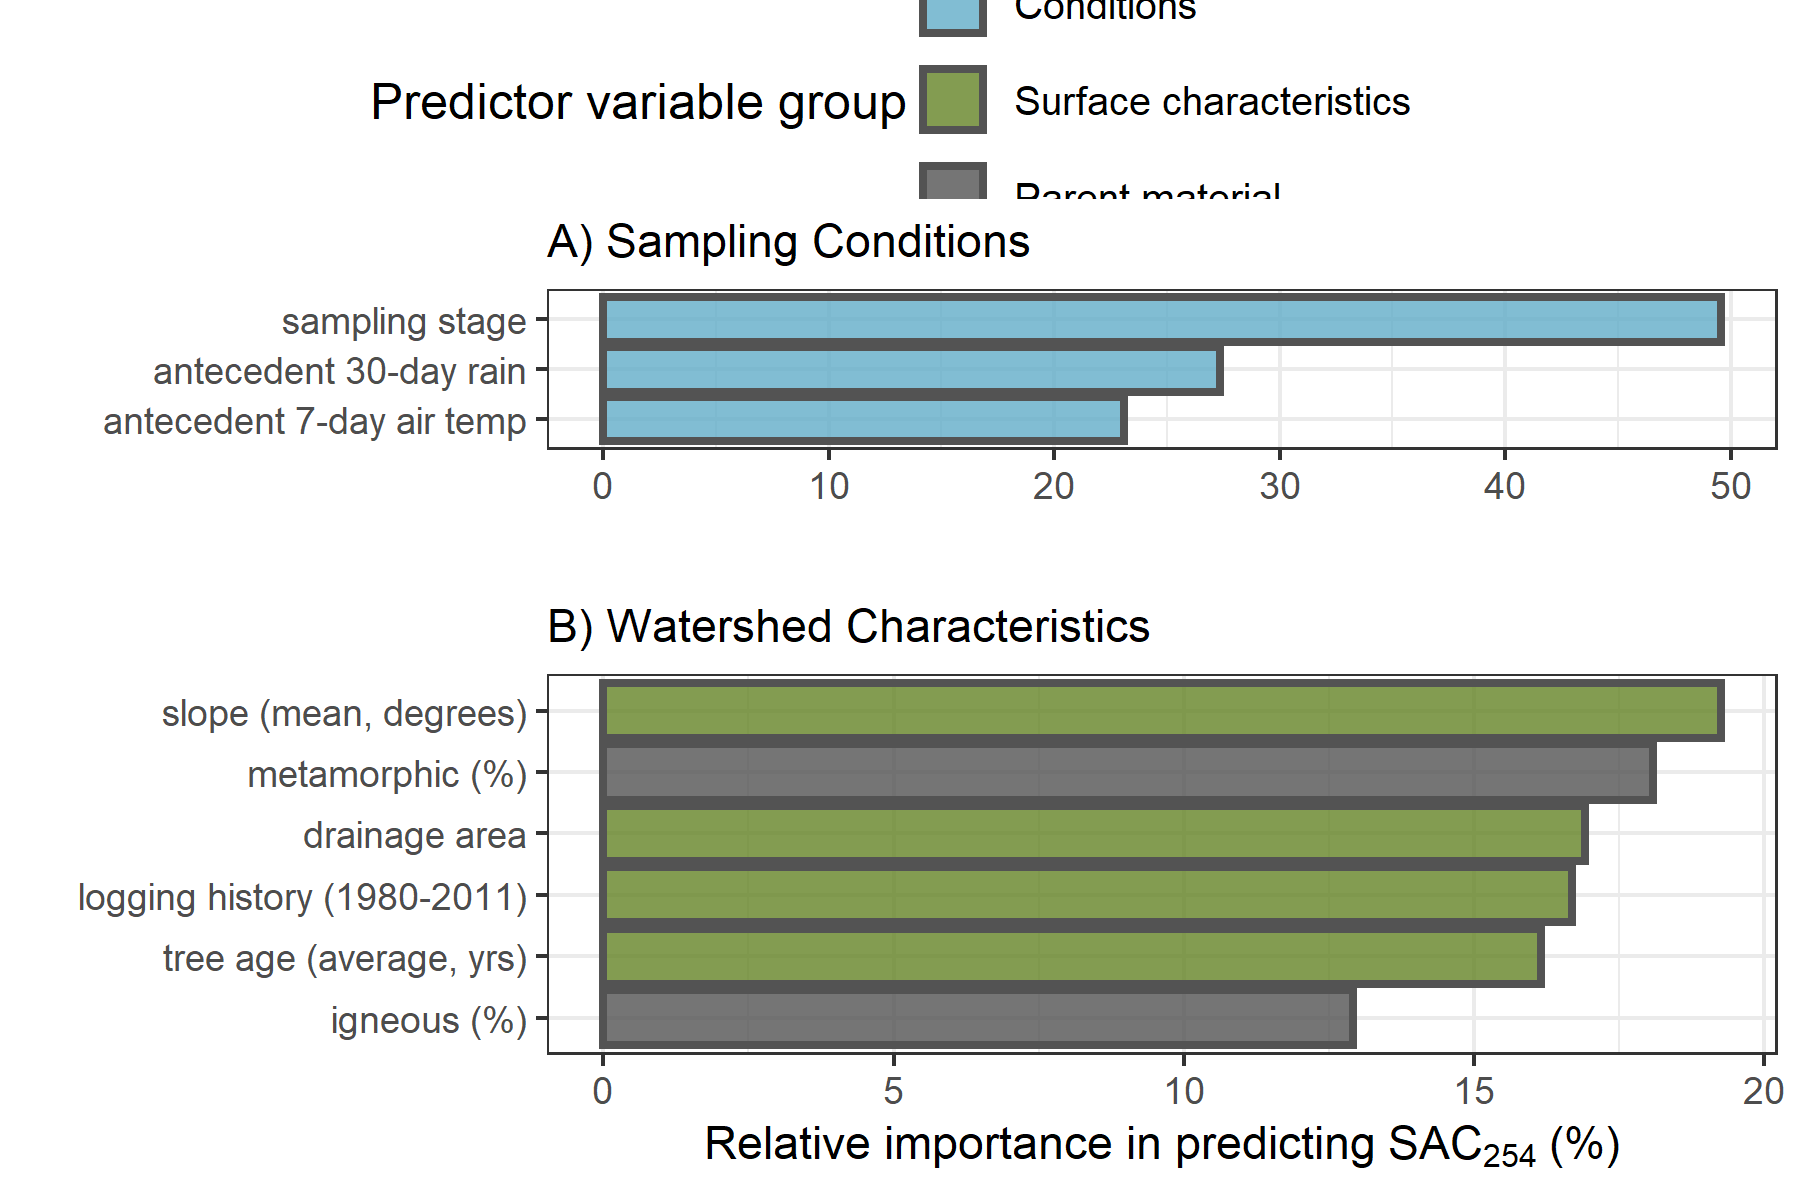 Conditions
Predictor variable group
Surface characteristics
Parent material
A) Sampling Conditions
sampling stage
antecedent 30-day rain
antecedent 7-day air temp
0 10 20 30 40 50
B) Watershed Characteristics
slope (mean, degrees)
metamorphic (%)
drainage area
logging history (1980-2011)
tree age (average, yrs)
igneous (%)
0 5 10 15 20
Relative importance in predicting SAC₂₅₄ (%)